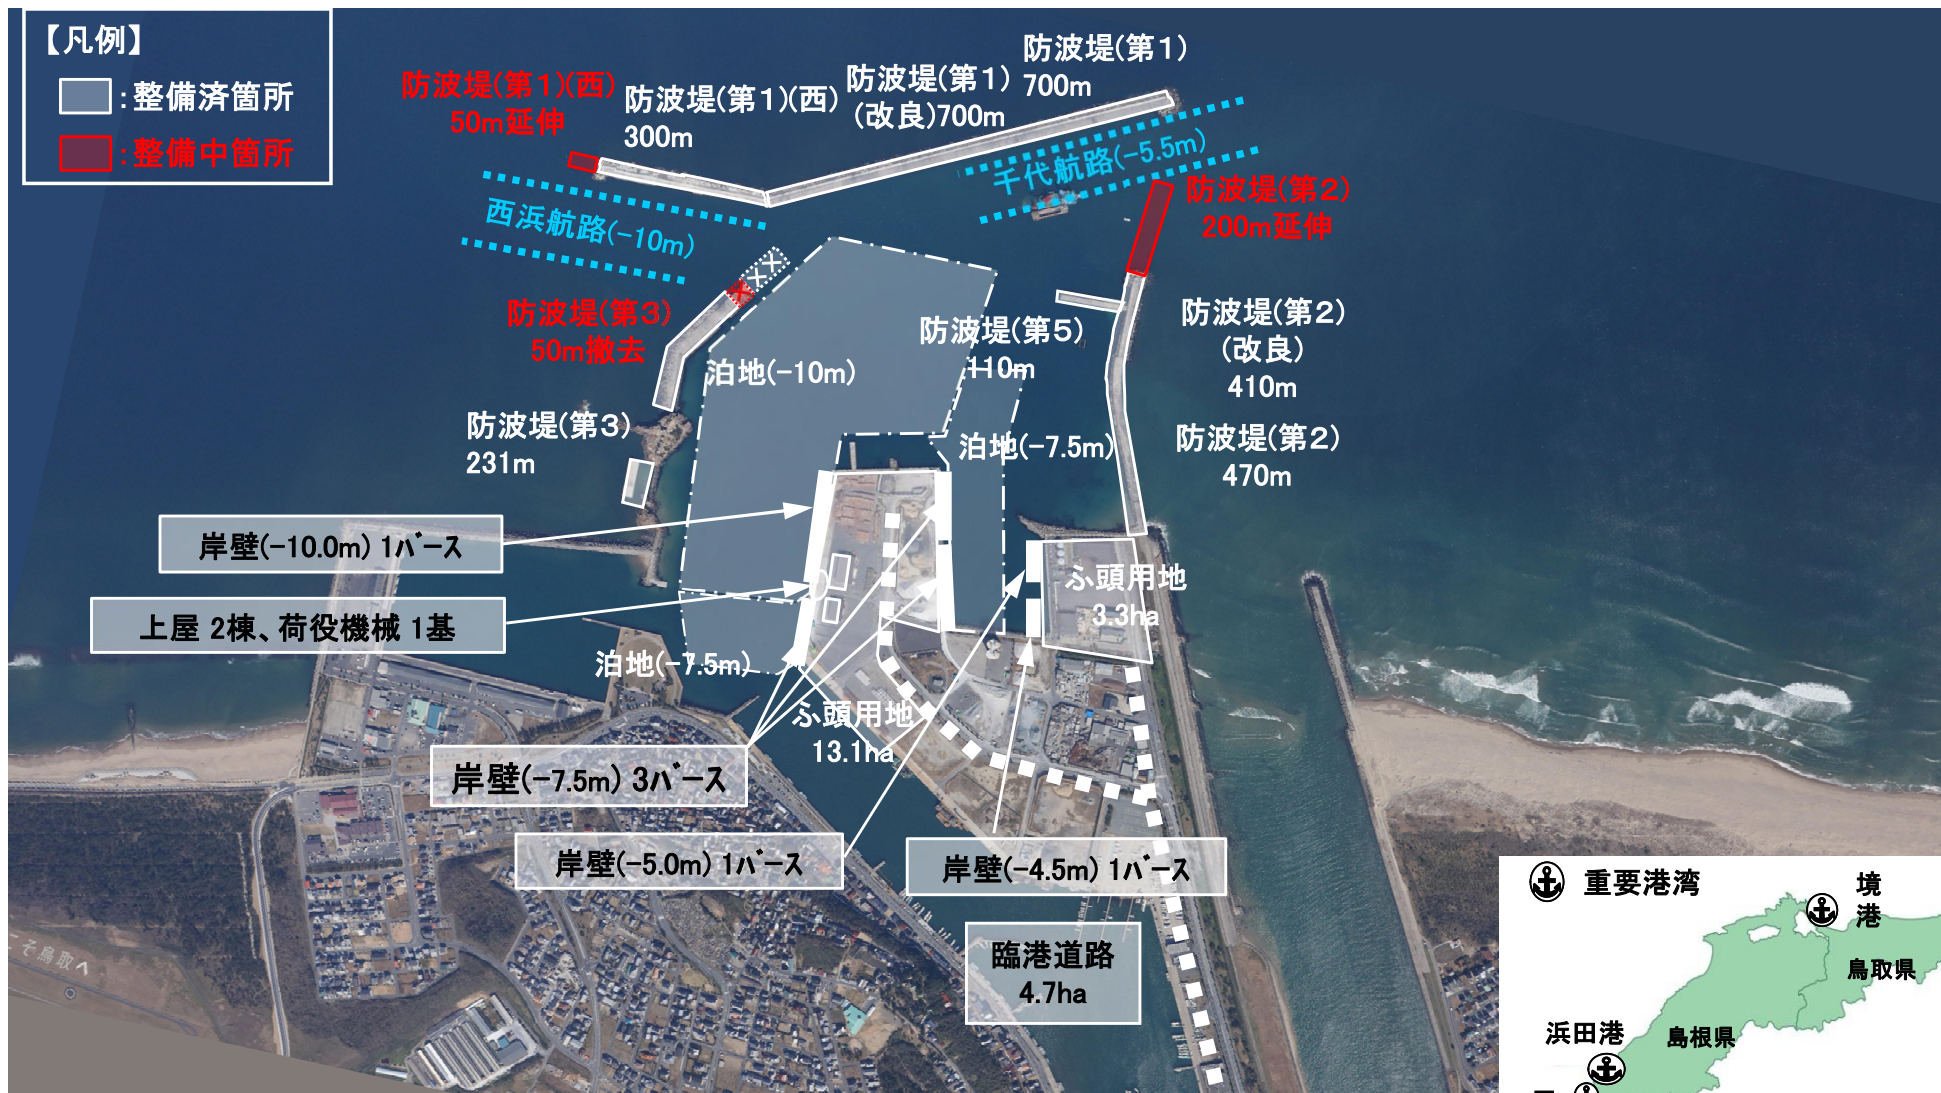 【凡例】
:整備済箇所
:整備中箇所
防波堤(第1)(西)
50m延伸
防波堤(第1)(西)
300m
防波堤(第1)
(改良)700m
防波堤(第1)
700m
千代航路(-5.5m)
西浜航路(-10m)
防波堤(第2)
200m延伸
防波堤(第3)
50m撤去
泊地(-10m)
防波堤(第5)
110m
防波堤(第2)
(改良)
410m
防波堤(第3)
231m
泊地(-7.5m)
防波堤(第2)
470m
岸壁(-10.0m) 1バース
上屋 2棟、荷役機械 1基
ふ頭用地
3.3ha
泊地(-7.5m)
ふ頭用地
13.1ha
岸壁(-7.5m) 3バース
岸壁(-5.0m) 1バース
岸壁(-4.5m) 1バース
臨港道路
4.7ha
こそ鳥取へ
重要港湾
境
港
鳥取県
島根県
浜田港